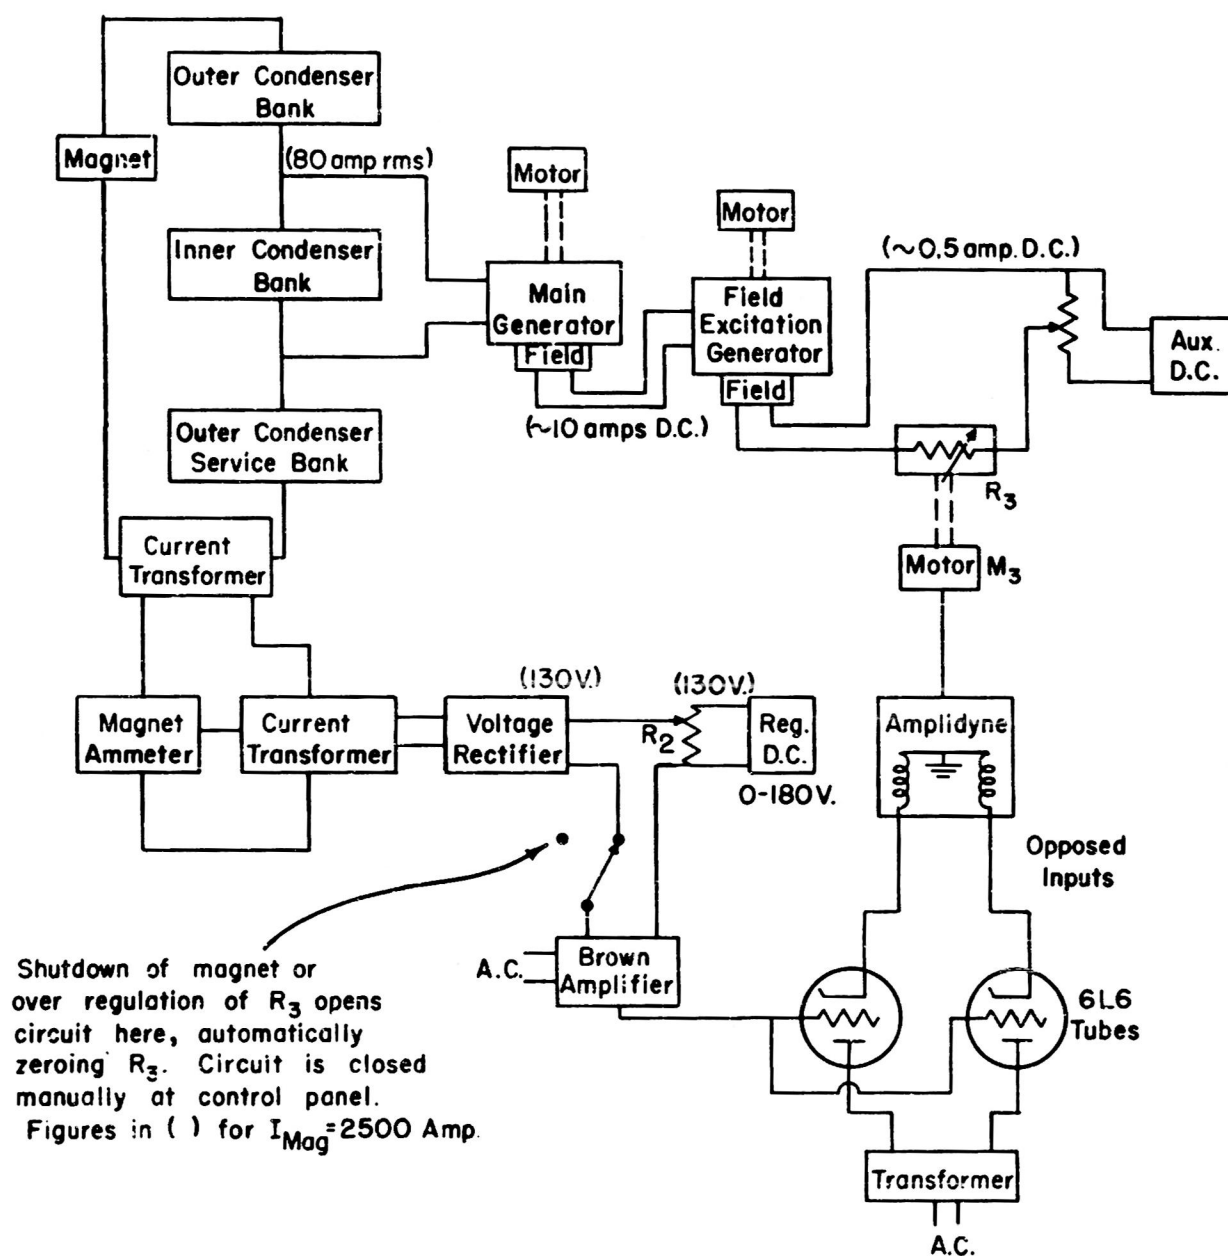 Outer Condenser
Bank
Magnet
(80 amp rms)
Motor
Motor
Inner Condenser
Bank
Main
Generator
Field
Field
Excitation
Generator
Field
(~0.5 amp. D.C.)
Aux.
D.C.
(~10 amps D.C.)
Outer Condenser
Service Bank
R3
Current
Transformer
Motor M3
(130V.)
(130V.)
Magnet
Ammeter
Current
Transformer
Voltage
Rectifier
R2
Reg.
D.C.
0-180V.
Amplidyne
Opposed
Inputs
A.C.
Brown
Amplifier
6L6
Tubes
Shutdown of magnet or
over regulation of R3 opens
circuit here, automatically
zeroing R3. Circuit is closed
manually at control panel.
Figures in ( ) for IMag=2500 Amp.
Transformer
A.C.